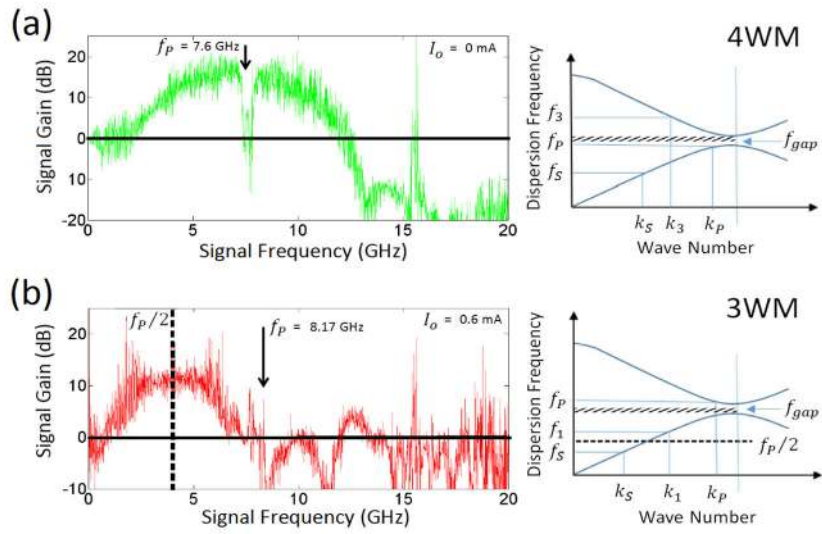 (a)
f_P = 7.6 GHz
I_o = 0 mA
4WM
20
10
0
10
-20
Signal Gain (dB)
0
5
10
15
20
Signal Frequency (GHz)
Dispersion Frequency
f_3
f_P
f_S
f_gap
k_S k_3 k_P
Wave Number
(b)
f_P/2
f_P = 8.17 GHz
I_o = 0.6 mA
3WM
20
10
0
-10
Signal Gain (dB)
0
5
10
15
20
Signal Frequency (GHz)
Dispersion Frequency
f_P
f_1
f_S
f_gap
f_P/2
k_S k_1 k_P
Wave Number